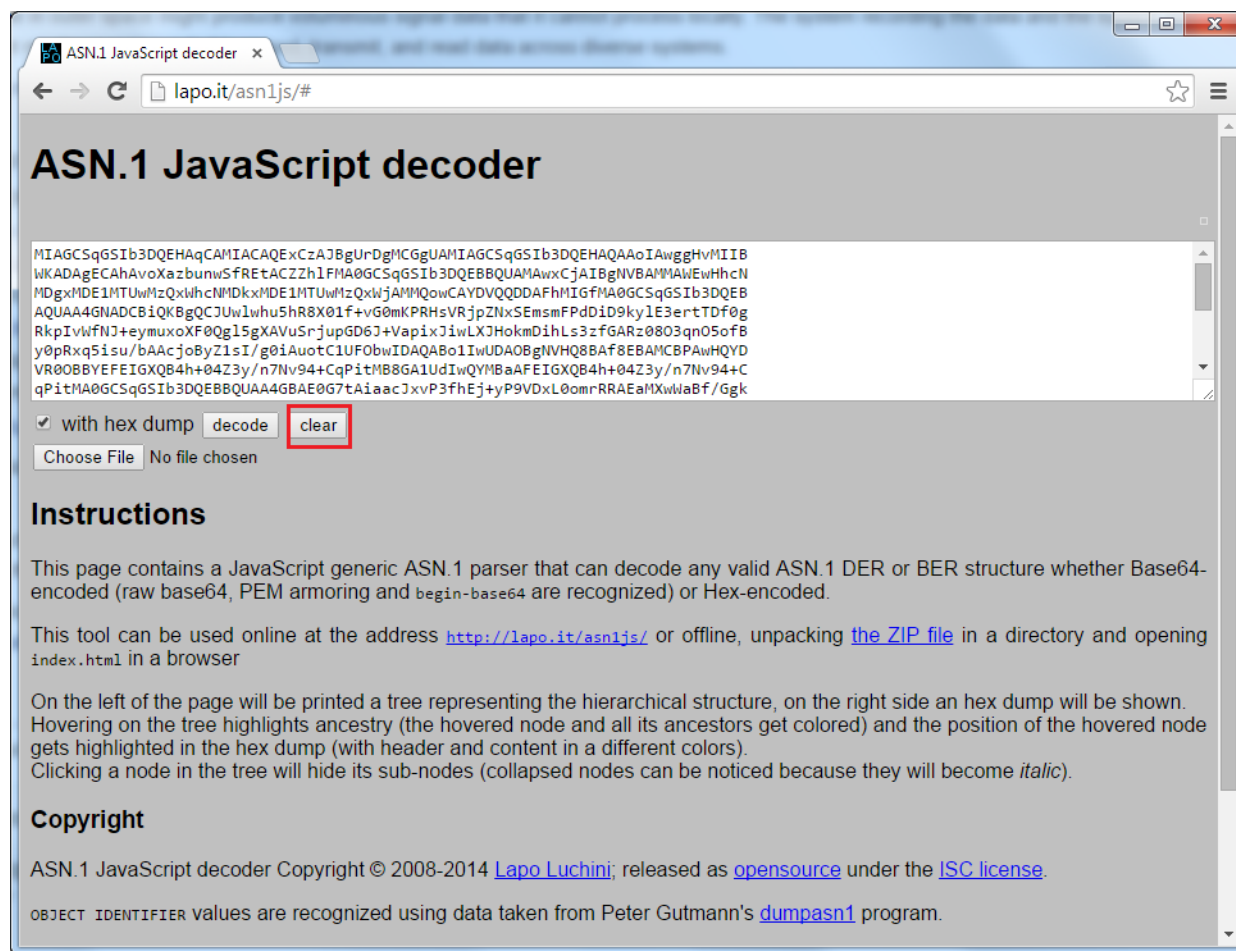 ASN.1 JavaScript decoder ×
lapo.it/asn1js/#
ASN.1 JavaScript decoder
MIAGCSqGSIb3DQEHAqCAMIACAQExCzAJBgUrDgMCGgUAMIAGCSqGSIb3DQEHAQAAoIAwggHvMIIB
WKADAgECAhAvoXazbunwSfREtACZZhlFMA0GCSqGSIb3DQEBBQUAMAwxCjAIBgNVBAMMAWEwHhcN
MDgxMDE1MTUwMzQxWhcNMDkxMDE1MTUwMzQxWjAMMQowCAYDVQQDDAFhMIGfMA0GCSqGSIb3DQEB
AQUAA4GNADCBiQKBgQCJUwlwhu5hR8X01f+vG0mKPRHsVRjpZNxSEmsmFPdDiD9kylE3ertTDf0g
RkpIvWfNJ+eymuxoXF0Qgl5gXAVuSrjupGD6J+VapixJiwLXJHokmDihLs3zfGARz08O3qnO5ofB
y0pRxq5isu/bAAcjoByZ1sI/g0iAuotC1UFObwIDAQABo1IwUDAOBgNVHQ8BAf8EBAMCBPAwHQYD
VR0OBBYEFEIGXQB4h+04Z3y/n7Nv94+CqPitMB8GA1UdIwQYMBaAFEIGXQB4h+04Z3y/n7Nv94+C
qPitMA0GCSqGSIb3DQEBBQUAA4GBAE0G7tAiaacJxvP3fhEj+yP9VDxL0omrRRAEaMXwWaBf/Ggk
with hex dump decode clear
Choose File No file chosen
Instructions
This page contains a JavaScript generic ASN.1 parser that can decode any valid ASN.1 DER or BER structure whether Base64-
encoded (raw base64, PEM armoring and begin-base64 are recognized) or Hex-encoded.
This tool can be used online at the address http://lapo.it/asn1js/ or offline, unpacking the ZIP file in a directory and opening
index.html in a browser
On the left of the page will be printed a tree representing the hierarchical structure, on the right side an hex dump will be shown.
Hovering on the tree highlights ancestry (the hovered node and all its ancestors get colored) and the position of the hovered node
gets highlighted in the hex dump (with header and content in a different colors).
Clicking a node in the tree will hide its sub-nodes (collapsed nodes can be noticed because they will become italic).
Copyright
ASN.1 JavaScript decoder Copyright © 2008-2014 Lapo Luchini; released as opensource under the ISC license.
OBJECT IDENTIFIER values are recognized using data taken from Peter Gutmann's dumpasn1 program.